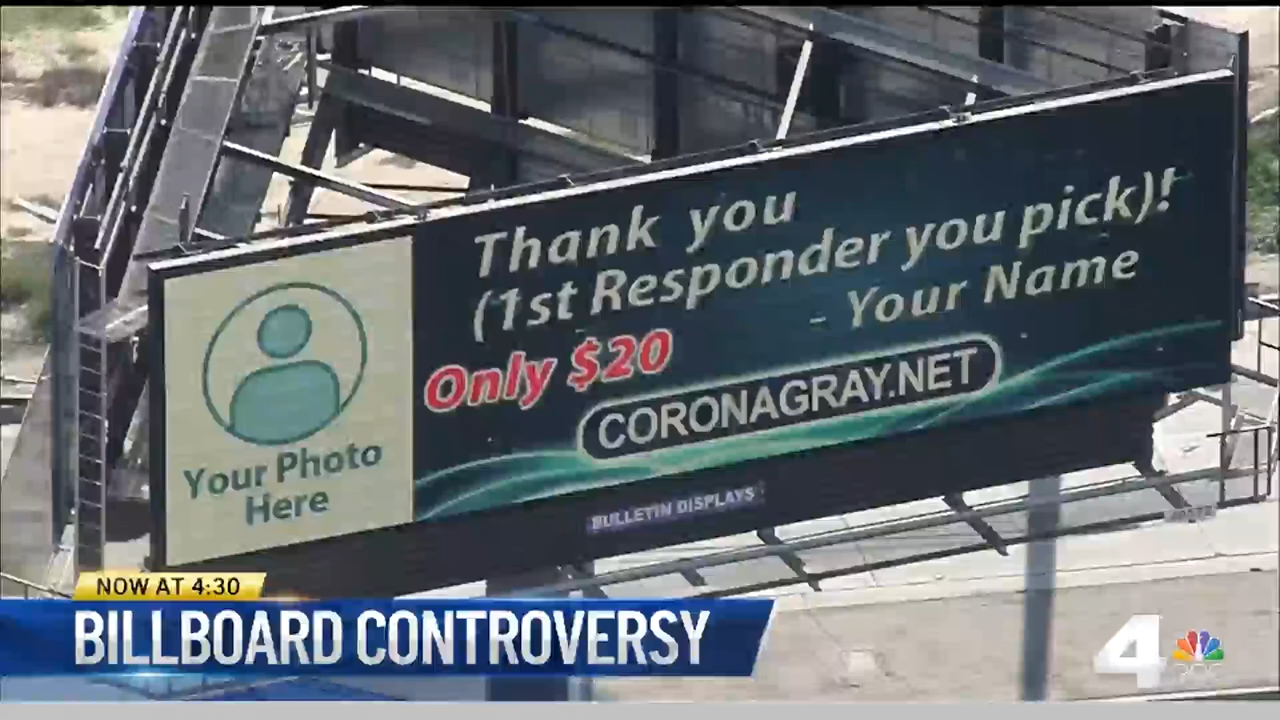 Thank you
(1st Responder you pick)!
- Your Name
Only $20
CORONAGRAY.NET
Your Photo
Here
BULLETIN DISPLAYS
NOW AT 4:30
BILLBOARD CONTROVERSY
4